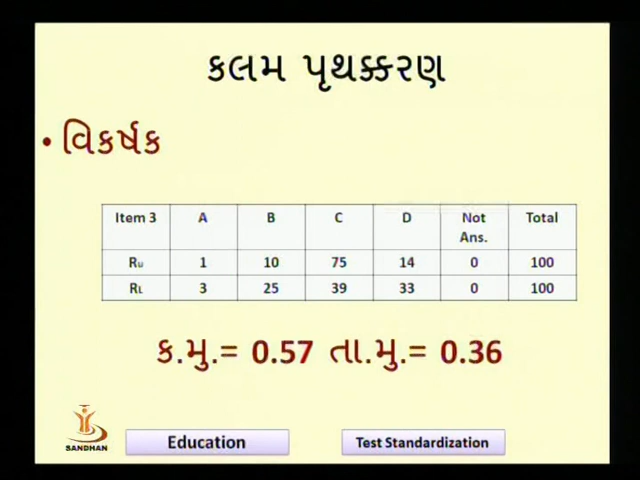 કલમ પૃથક્કરણ
• વિકર્ષક
Item 3 A B C D Not Ans. Total
RU 1 10 75 14 0 100
RL 3 25 39 33 0 100
ક.મુ.= 0.57 તા.મુ.= 0.36
SANDHAN
Education
Test Standardization